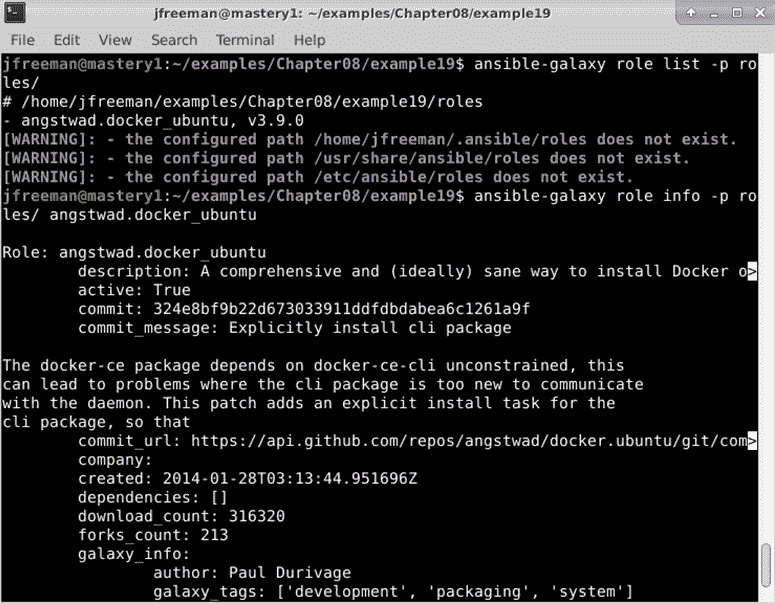 jfreeman@mastery1: ~/examples/Chapter08/example19
File Edit View Search Terminal Help
jfreeman@mastery1:~/examples/Chapter08/example19$ ansible-galaxy role list -p ro
les/
# /home/jfreeman/examples/Chapter08/example19/roles
- angstwad.docker_ubuntu, v3.9.0
[WARNING]: - the configured path /home/jfreeman/.ansible/roles does not exist.
[WARNING]: - the configured path /usr/share/ansible/roles does not exist.
[WARNING]: - the configured path /etc/ansible/roles does not exist.
jfreeman@mastery1:~/examples/Chapter08/example19$ ansible-galaxy role info -p ro
les/ angstwad.docker_ubuntu
Role: angstwad.docker_ubuntu
description: A comprehensive and (ideally) sane way to install Docker o>
active: True
commit: 324e8bf9b22d673033911ddfdbdabea6c1261a9f
commit_message: Explicitly install cli package
The docker-ce package depends on docker-ce-cli unconstrained, this
can lead to problems where the cli package is too new to communicate
with the daemon. This patch adds an explicit install task for the
cli package, so that
commit_url: https://api.github.com/repos/angstwad/docker.ubuntu/git/com>
company:
created: 2014-01-28T03:13:44.951696Z
dependencies: []
download_count: 316320
forks_count: 213
galaxy_info:
author: Paul Durivage
galaxy_tags: ['development', 'packaging', 'system']